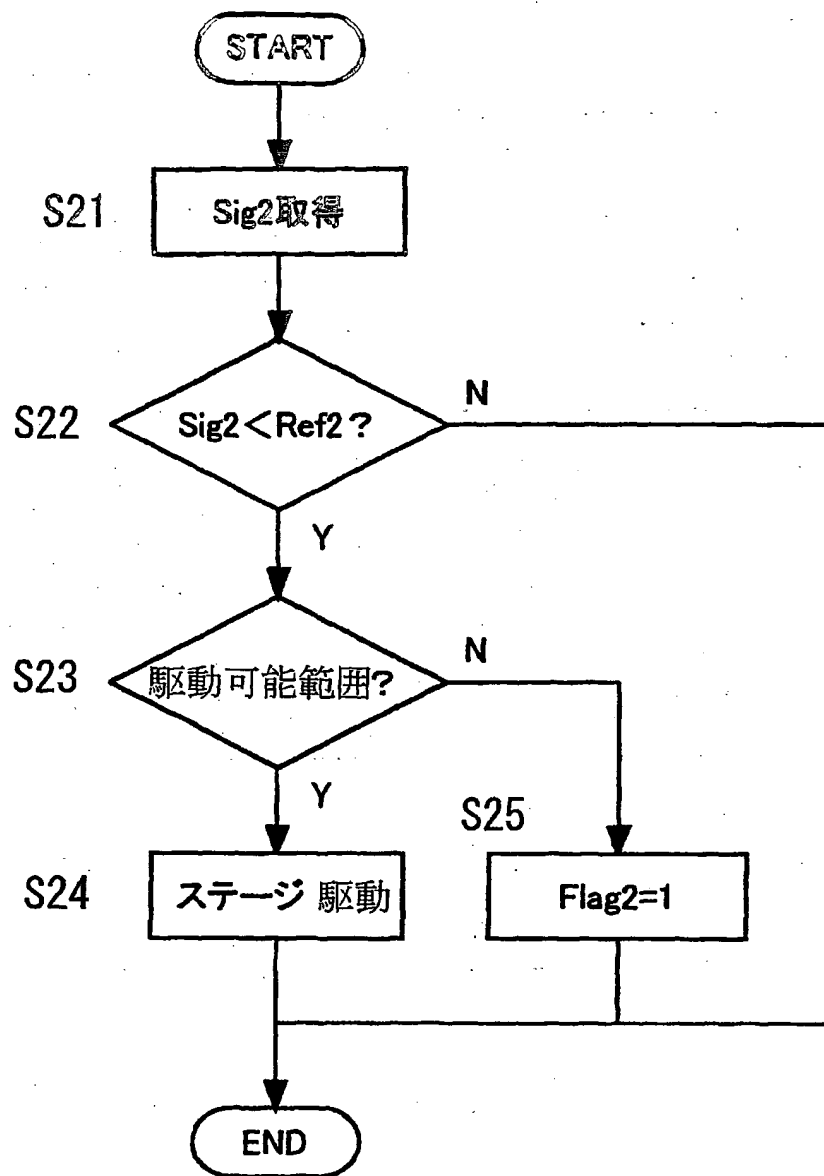 START
S21
Sig2取得
S22
Sig2<Ref2?
N
Y
S23
駆動可能範囲?
N
Y
S25
S24
ステージ 駆動
Flag2=1
END